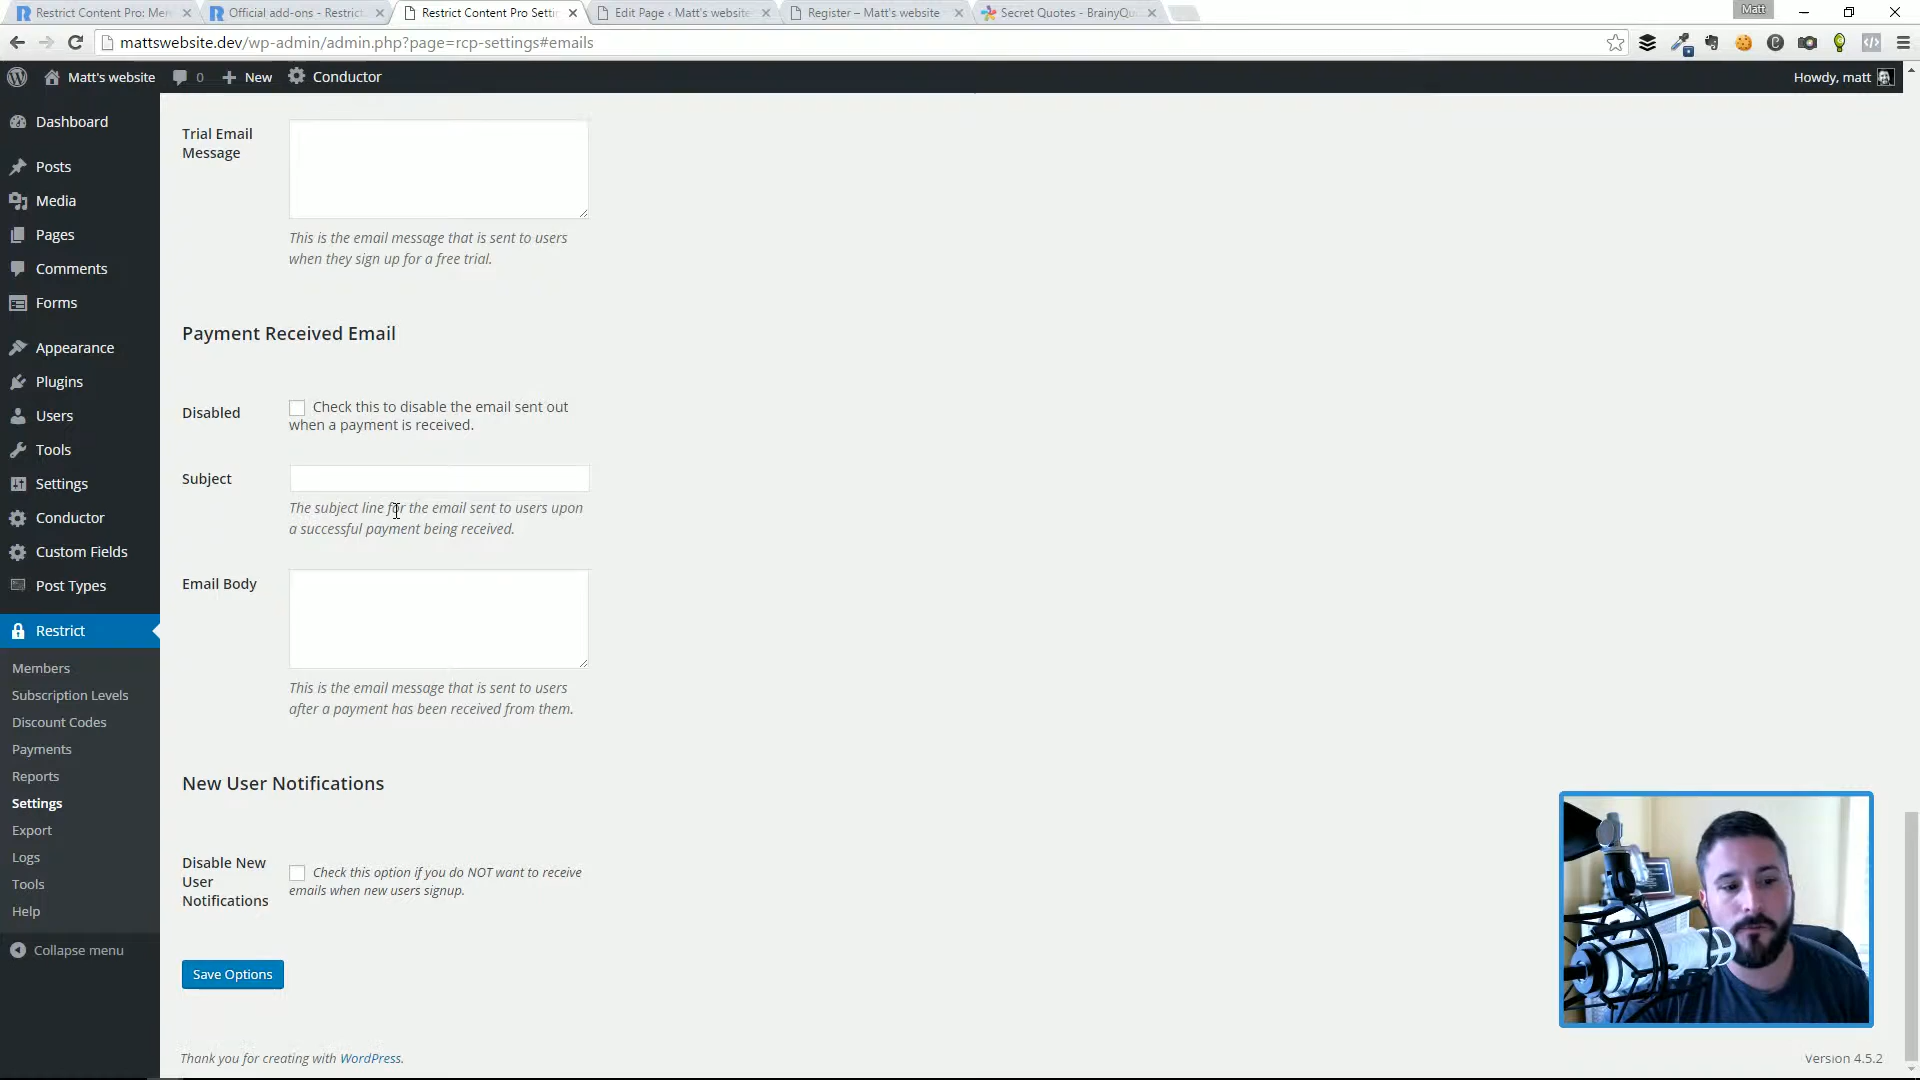 Restrict Content Pro: Mem
Official add-ons - Restrict
Restrict Content Pro Setti
Edit Page ‹ Matt's website
Register – Matt's website
Secret Quotes - BrainyQu
Matt
mattswebsite.dev/wp-admin/admin.php?page=rcp-settings#emails
Matt's website
0
New
Conductor
Howdy, matt
Dashboard
Posts
Media
Pages
Comments
Forms
Appearance
Plugins
Users
Tools
Settings
Conductor
Custom Fields
Post Types
Restrict
Members
Subscription Levels
Discount Codes
Payments
Reports
Settings
Export
Logs
Tools
Help
Collapse menu
Trial Email
Message
This is the email message that is sent to users
when they sign up for a free trial.
Payment Received Email
Disabled
Check this to disable the email sent out
when a payment is received.
Subject
The subject line for the email sent to users upon
a successful payment being received.
Email Body
This is the email message that is sent to users
after a payment has been received from them.
New User Notifications
Disable New
User
Notifications
Check this option if you do NOT want to receive
emails when new users signup.
Save Options
Thank you for creating with WordPress.
Version 4.5.2